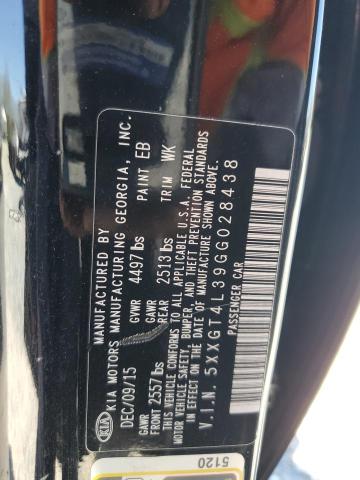 KIA
MANUFACTURED BY
KIA MOTORS MANUFACTURING GEORGIA, INC.
DEC/09/15 GVWR 4497 lbs PAINT EB
GAWR FRONT 2557 lbs GAWR REAR 2513 lbs TRIM WK
THIS VEHICLE CONFORMS TO ALL APPLICABLE U.S.A. FEDERAL
MOTOR VEHICLE SAFETY, BUMPER, AND THEFT PREVENTION STANDARDS
IN EFFECT ON THE DATE OF MANUFACTURE SHOWN ABOVE.
V.I.N. 5XXGT4L39GG028438
PASSENGER CAR
5120